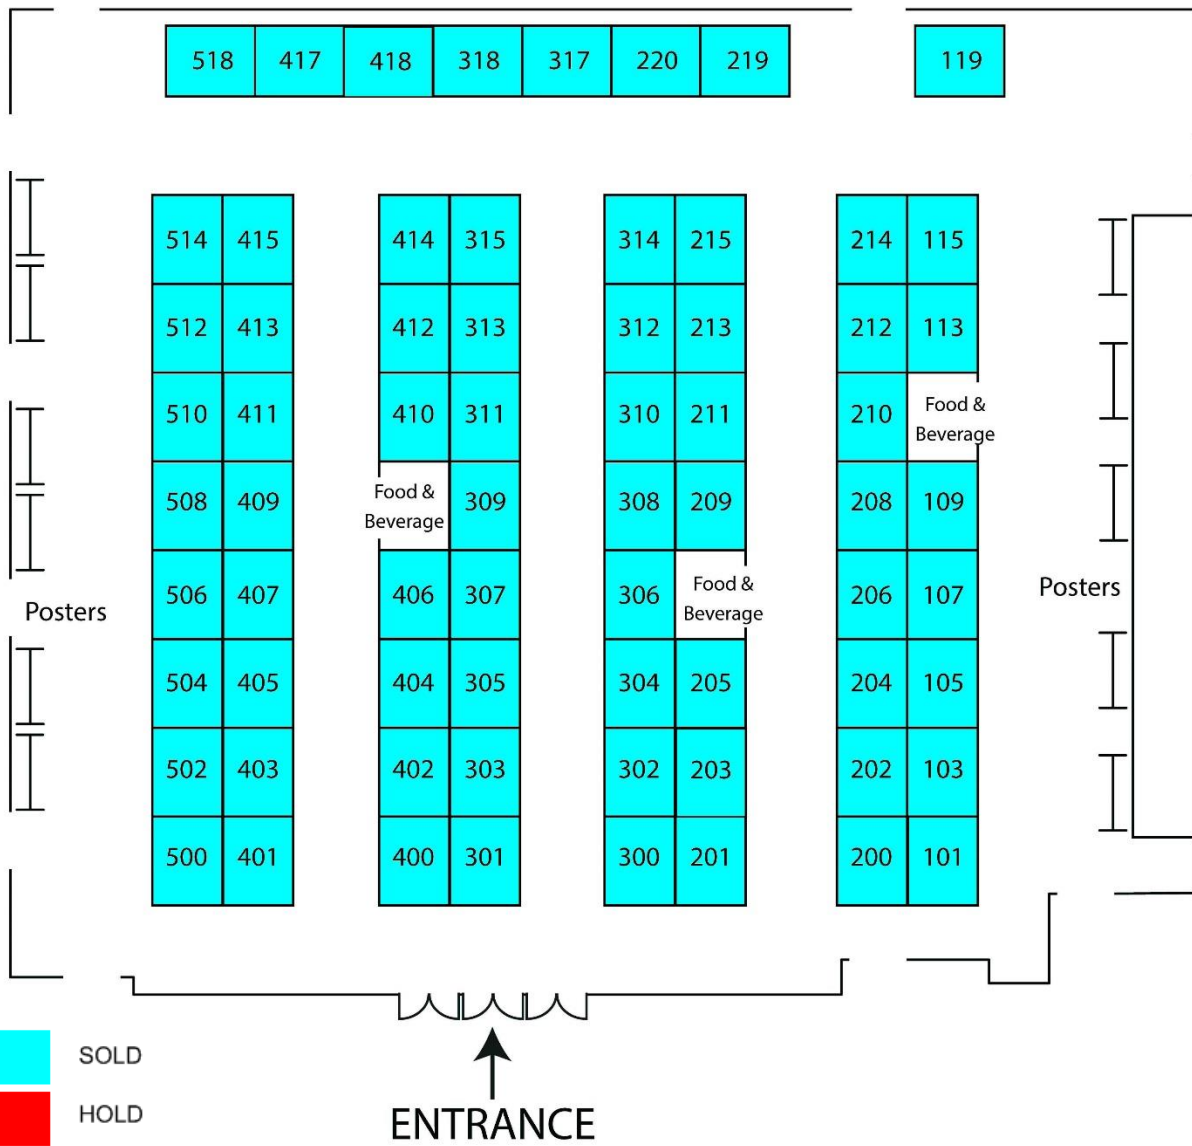 518 417 418 318 317 220 219 119
514 415 414 315 314 215 214 115
512 413 412 313 312 213 212 113
510 411 410 311 310 211 210 Food &
Beverage
508 409 Food &
Beverage 309 308 209 208 109
506 407 406 307 306 Food &
Beverage 206 107
Posters
Posters
504 405 404 305 304 205 204 105
502 403 402 303 302 203 202 103
500 401 400 301 300 201 200 101
SOLD
HOLD
ENTRANCE